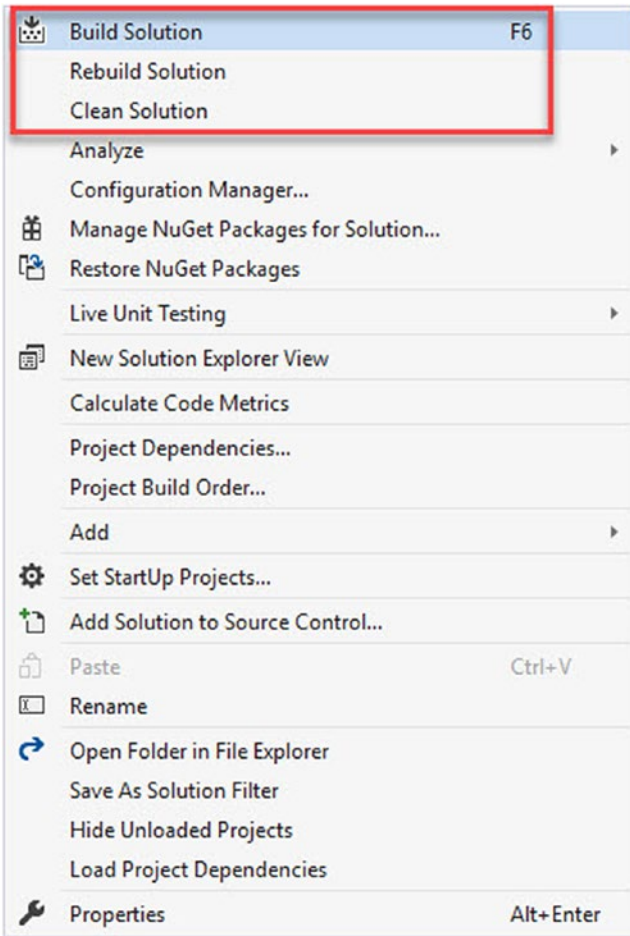 Build Solution F6
Rebuild Solution
Clean Solution
Analyze
Configuration Manager...
Manage NuGet Packages for Solution...
Restore NuGet Packages
Live Unit Testing
New Solution Explorer View
Calculate Code Metrics
Project Dependencies...
Project Build Order...
Add
Set StartUp Projects...
Add Solution to Source Control...
Paste Ctrl+V
Rename
Open Folder in File Explorer
Save As Solution Filter
Hide Unloaded Projects
Load Project Dependencies
Properties Alt+Enter